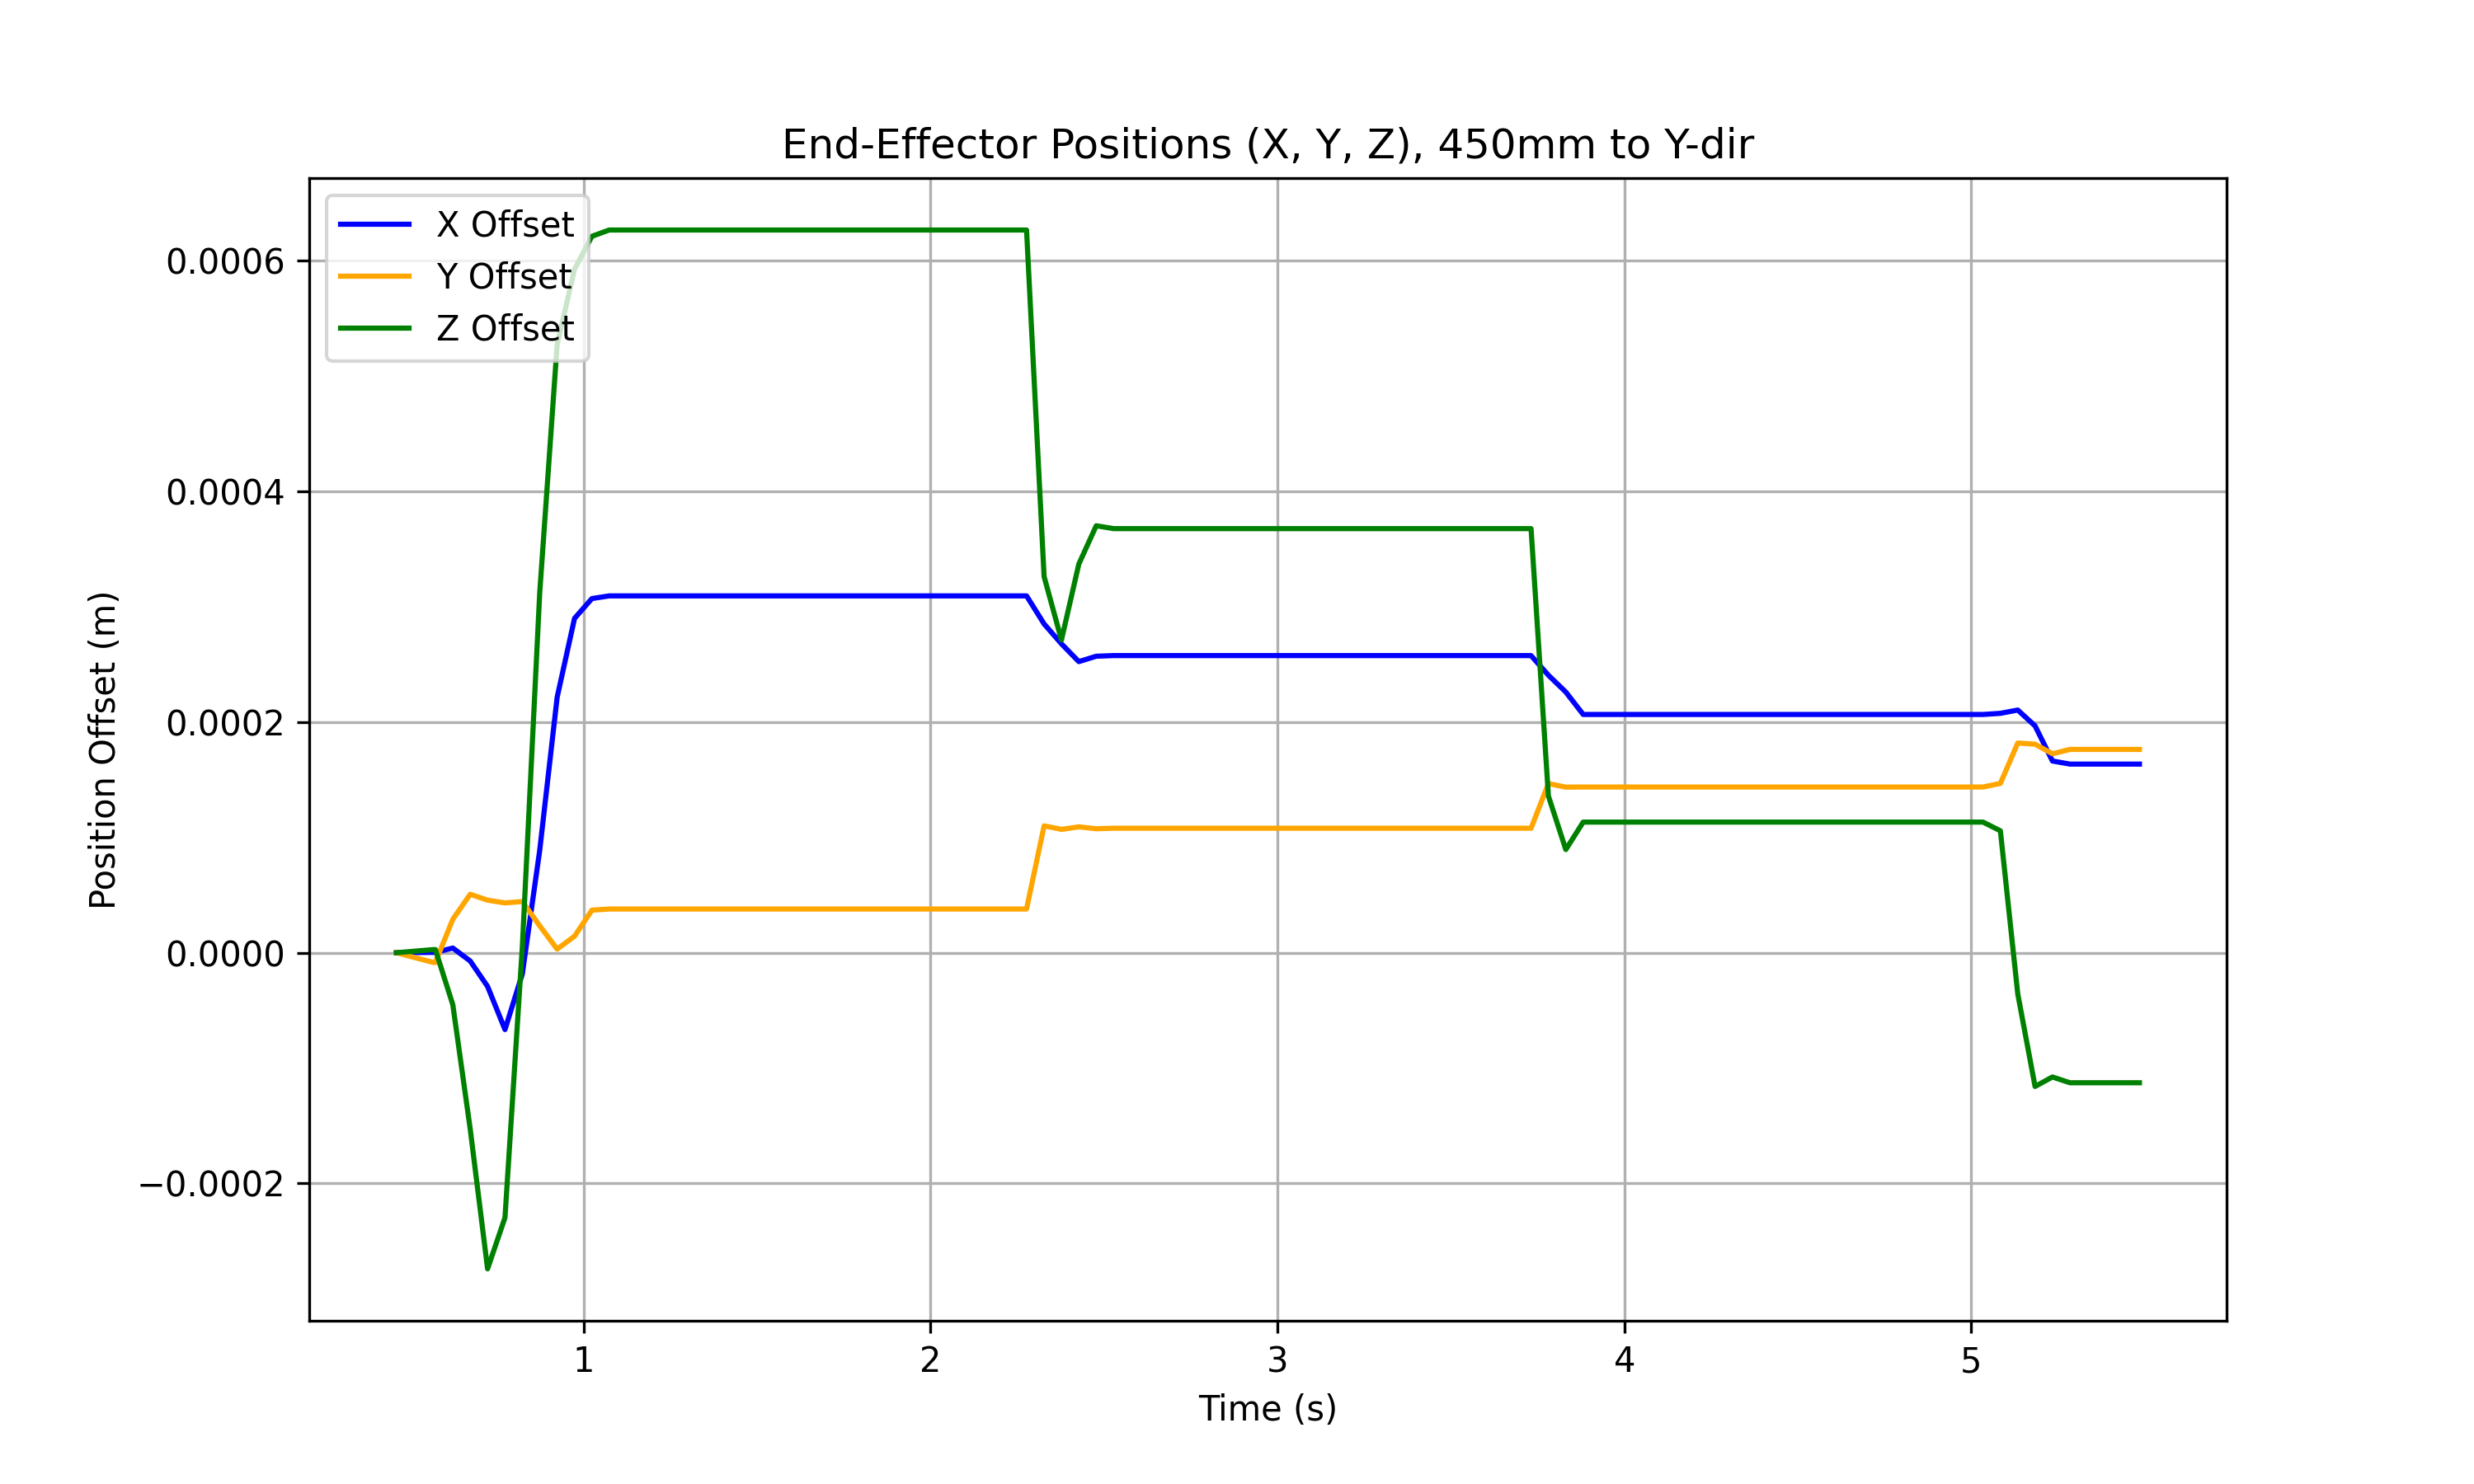 End-Effector Positions (X, Y, Z), 450mm to Y-dir
X Offset
Y Offset
Z Offset
0.0006
0.0004
0.0002
0.0000
−0.0002
Position Offset (m)
1 2 3 4 5
Time (s)